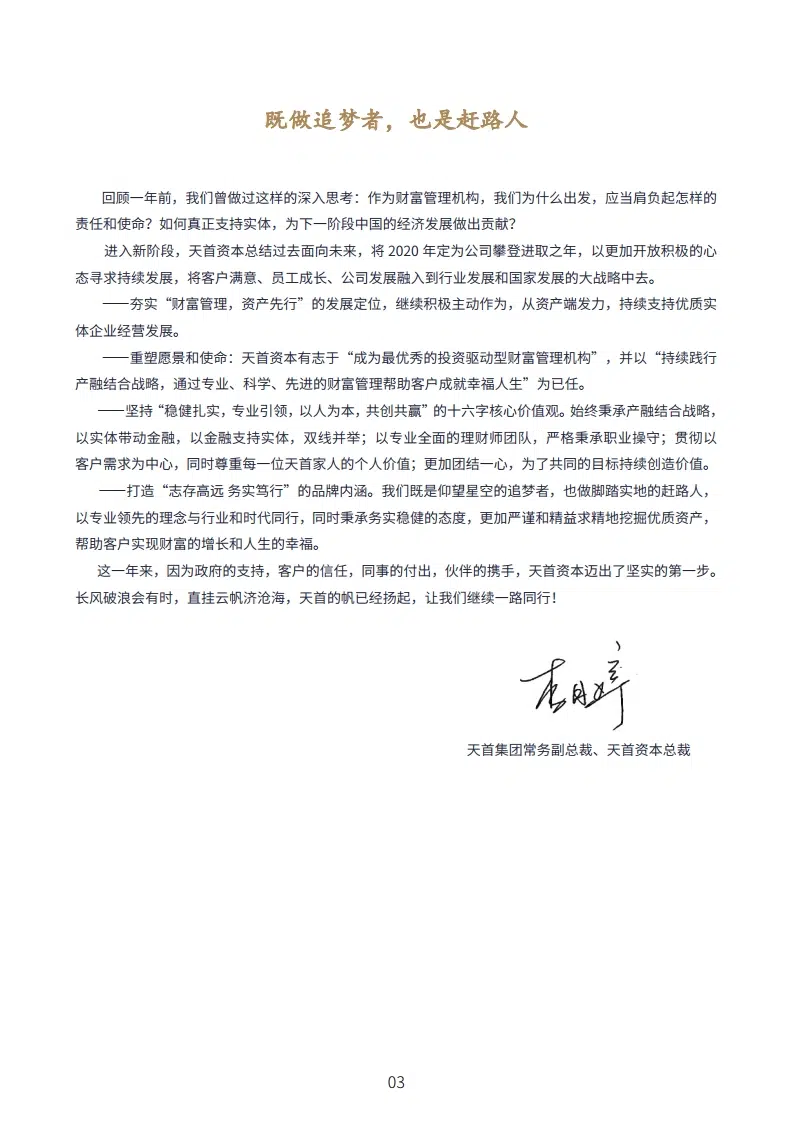 既做追梦者，也是赶路人
回顾一年前，我们曾做过这样的深入思考：作为财富管理机构，我们为什么出发，应当肩负起怎样的
责任和使命？如何真正支持实体，为下一阶段中国的经济发展做出贡献？
进入新阶段，天首资本总结过去面向未来，将 2020 年定为公司攀登进取之年，以更加开放积极的心
态寻求持续发展，将客户满意、员工成长、公司发展融入到行业发展和国家发展的大战略中去。
——夯实“财富管理，资产先行”的发展定位，继续积极主动作为，从资产端发力，持续支持优质实
体企业经营发展。
——重塑愿景和使命：天首资本有志于“成为最优秀的投资驱动型财富管理机构”，并以“持续践行
产融结合战略，通过专业、科学、先进的财富管理帮助客户成就幸福人生”为已任。
——坚持“稳健扎实，专业引领，以人为本，共创共赢”的十六字核心价值观。始终秉承产融结合战略，
以实体带动金融，以金融支持实体，双线并举；以专业全面的理财师团队，严格秉承职业操守；贯彻以
客户需求为中心，同时尊重每一位天首家人的个人价值；更加团结一心，为了共同的目标持续创造价值。
——打造“志存高远 务实笃行”的品牌内涵。我们既是仰望星空的追梦者，也做脚踏实地的赶路人，
以专业领先的理念与行业和时代同行，同时秉承务实稳健的态度，更加严谨和精益求精地挖掘优质资产，
帮助客户实现财富的增长和人生的幸福。
这一年来，因为政府的支持，客户的信任，同事的付出，伙伴的携手，天首资本迈出了坚实的第一步。
长风破浪会有时，直挂云帆济沧海，天首的帆已经扬起，让我们继续一路同行！
天首集团常务副总裁、天首资本总裁
03